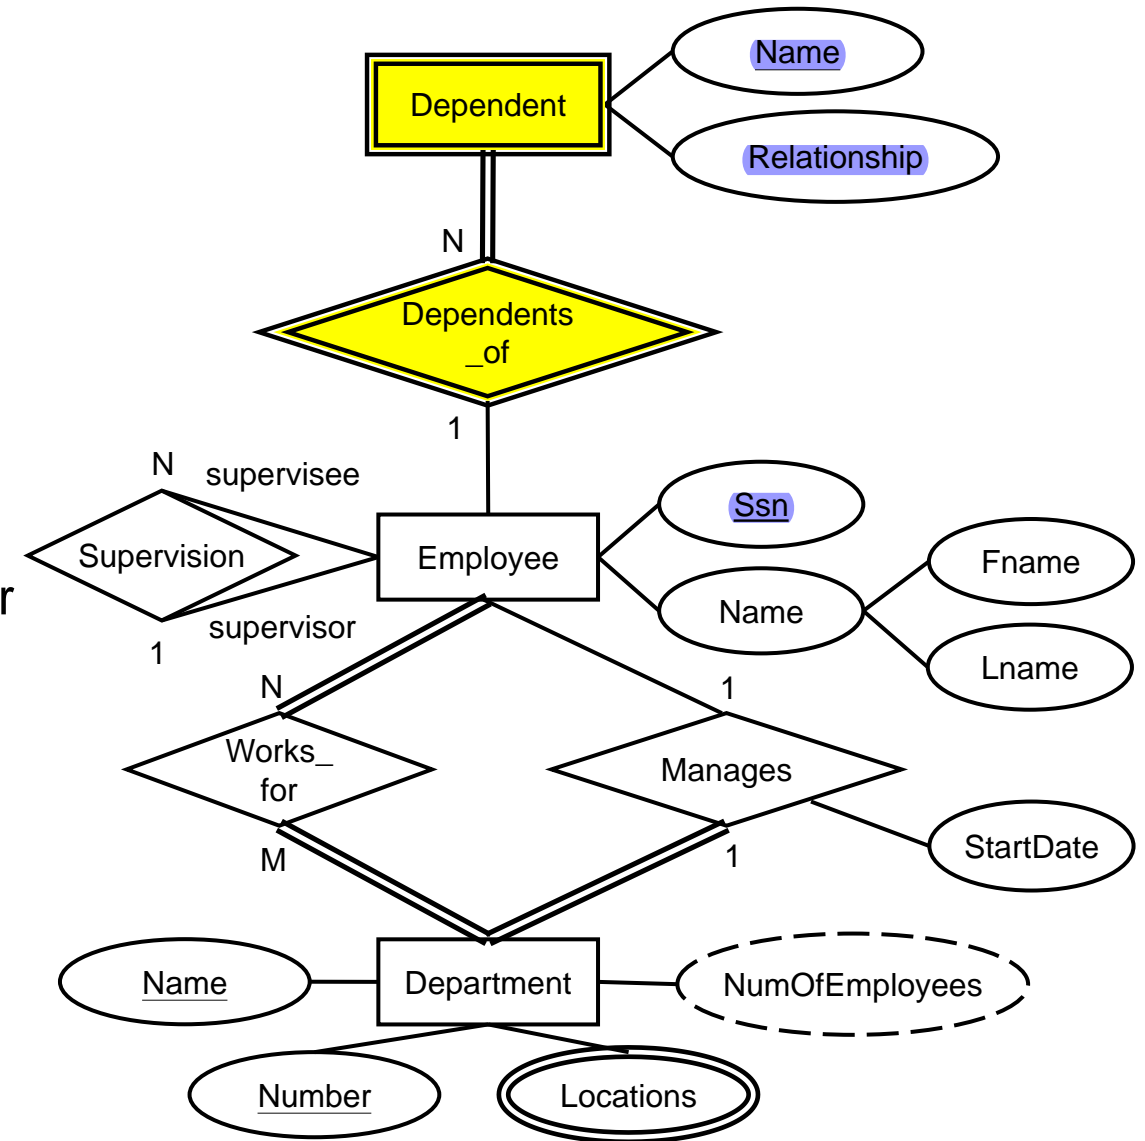 Name
Dependent
Relationship
N
Dependents
_of
1
N
supervisee
Ssn
Supervision
Employee
Fname
r
Name
supervisor
1
Lname
N
1
Works_
for
Manages
M
1
StartDate
Name
Department
NumOfEmployees
Number
Locations